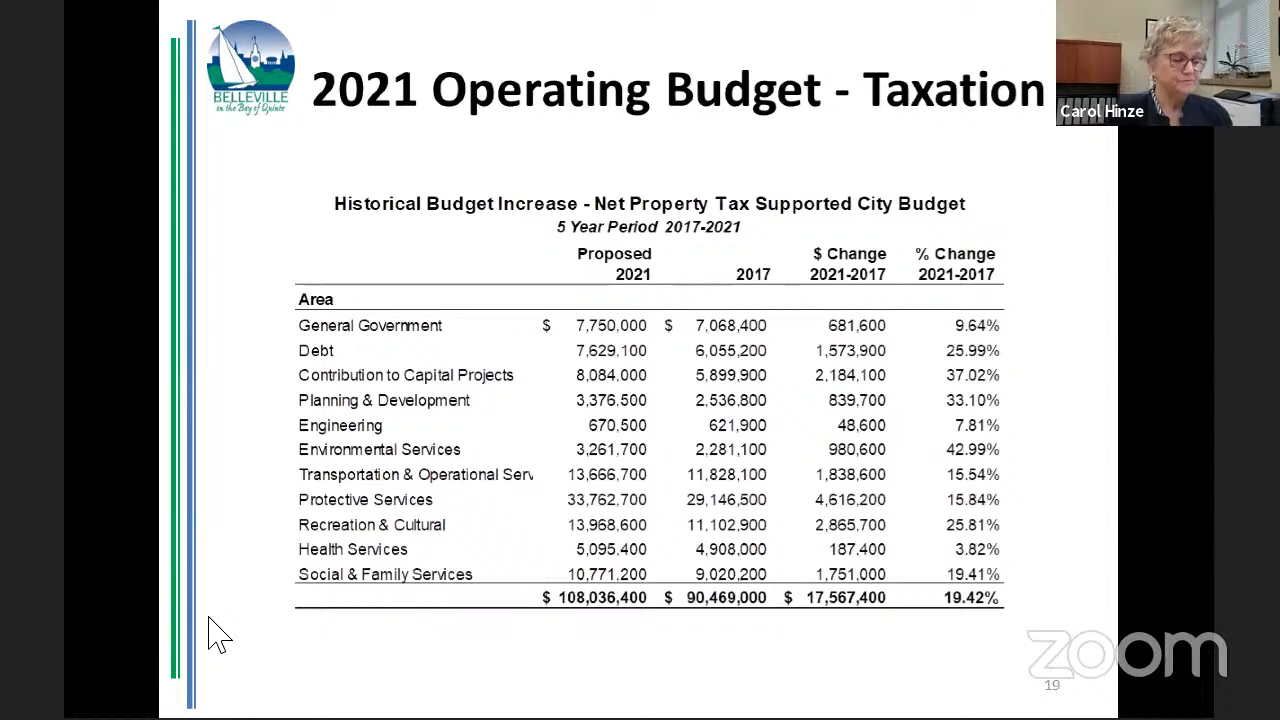 BELLEVILLE
on the Bay of Quinte
2021 Operating Budget - Taxation
Carol Hinze
Historical Budget Increase - Net Property Tax Supported City Budget
5 Year Period 2017-2021
Proposed $ Change % Change
2021 2017 2021-2017 2021-2017
Area
General Government $ 7,750,000 $ 7,068,400 681,600 9.64%
Debt 7,629,100 6,055,200 1,573,900 25.99%
Contribution to Capital Projects 8,084,000 5,899,900 2,184,100 37.02%
Planning & Development 3,376,500 2,536,800 839,700 33.10%
Engineering 670,500 621,900 48,600 7.81%
Environmental Services 3,261,700 2,281,100 980,600 42.99%
Transportation & Operational Serv 13,666,700 11,828,100 1,838,600 15.54%
Protective Services 33,762,700 29,146,500 4,616,200 15.84%
Recreation & Cultural 13,968,600 11,102,900 2,865,700 25.81%
Health Services 5,095,400 4,908,000 187,400 3.82%
Social & Family Services 10,771,200 9,020,200 1,751,000 19.41%
$ 108,036,400 $ 90,469,000 $ 17,567,400 19.42%
zoom
19